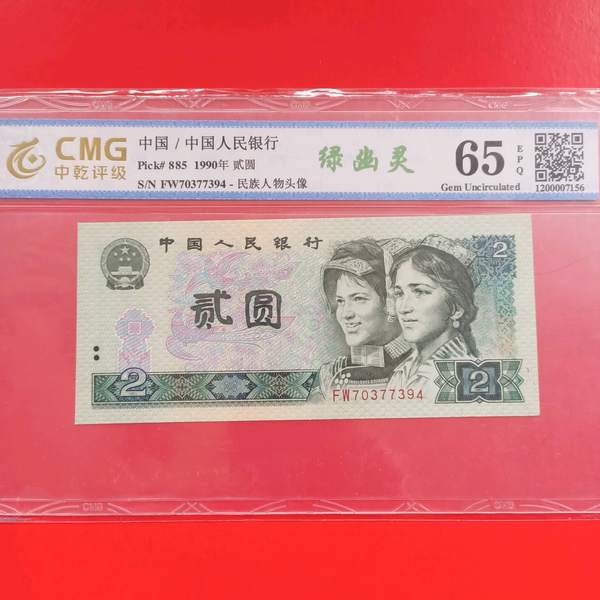 CMG
中乾评级
中国 / 中国人民银行
Pick# 885 1990年 贰圆
S/N FW70377394 - 民族人物头像
绿幽灵
65
EPQ
Gem Uncirculated
1200007156
中国人民银行
2
贰圆
2
2
FW70377394
CMG